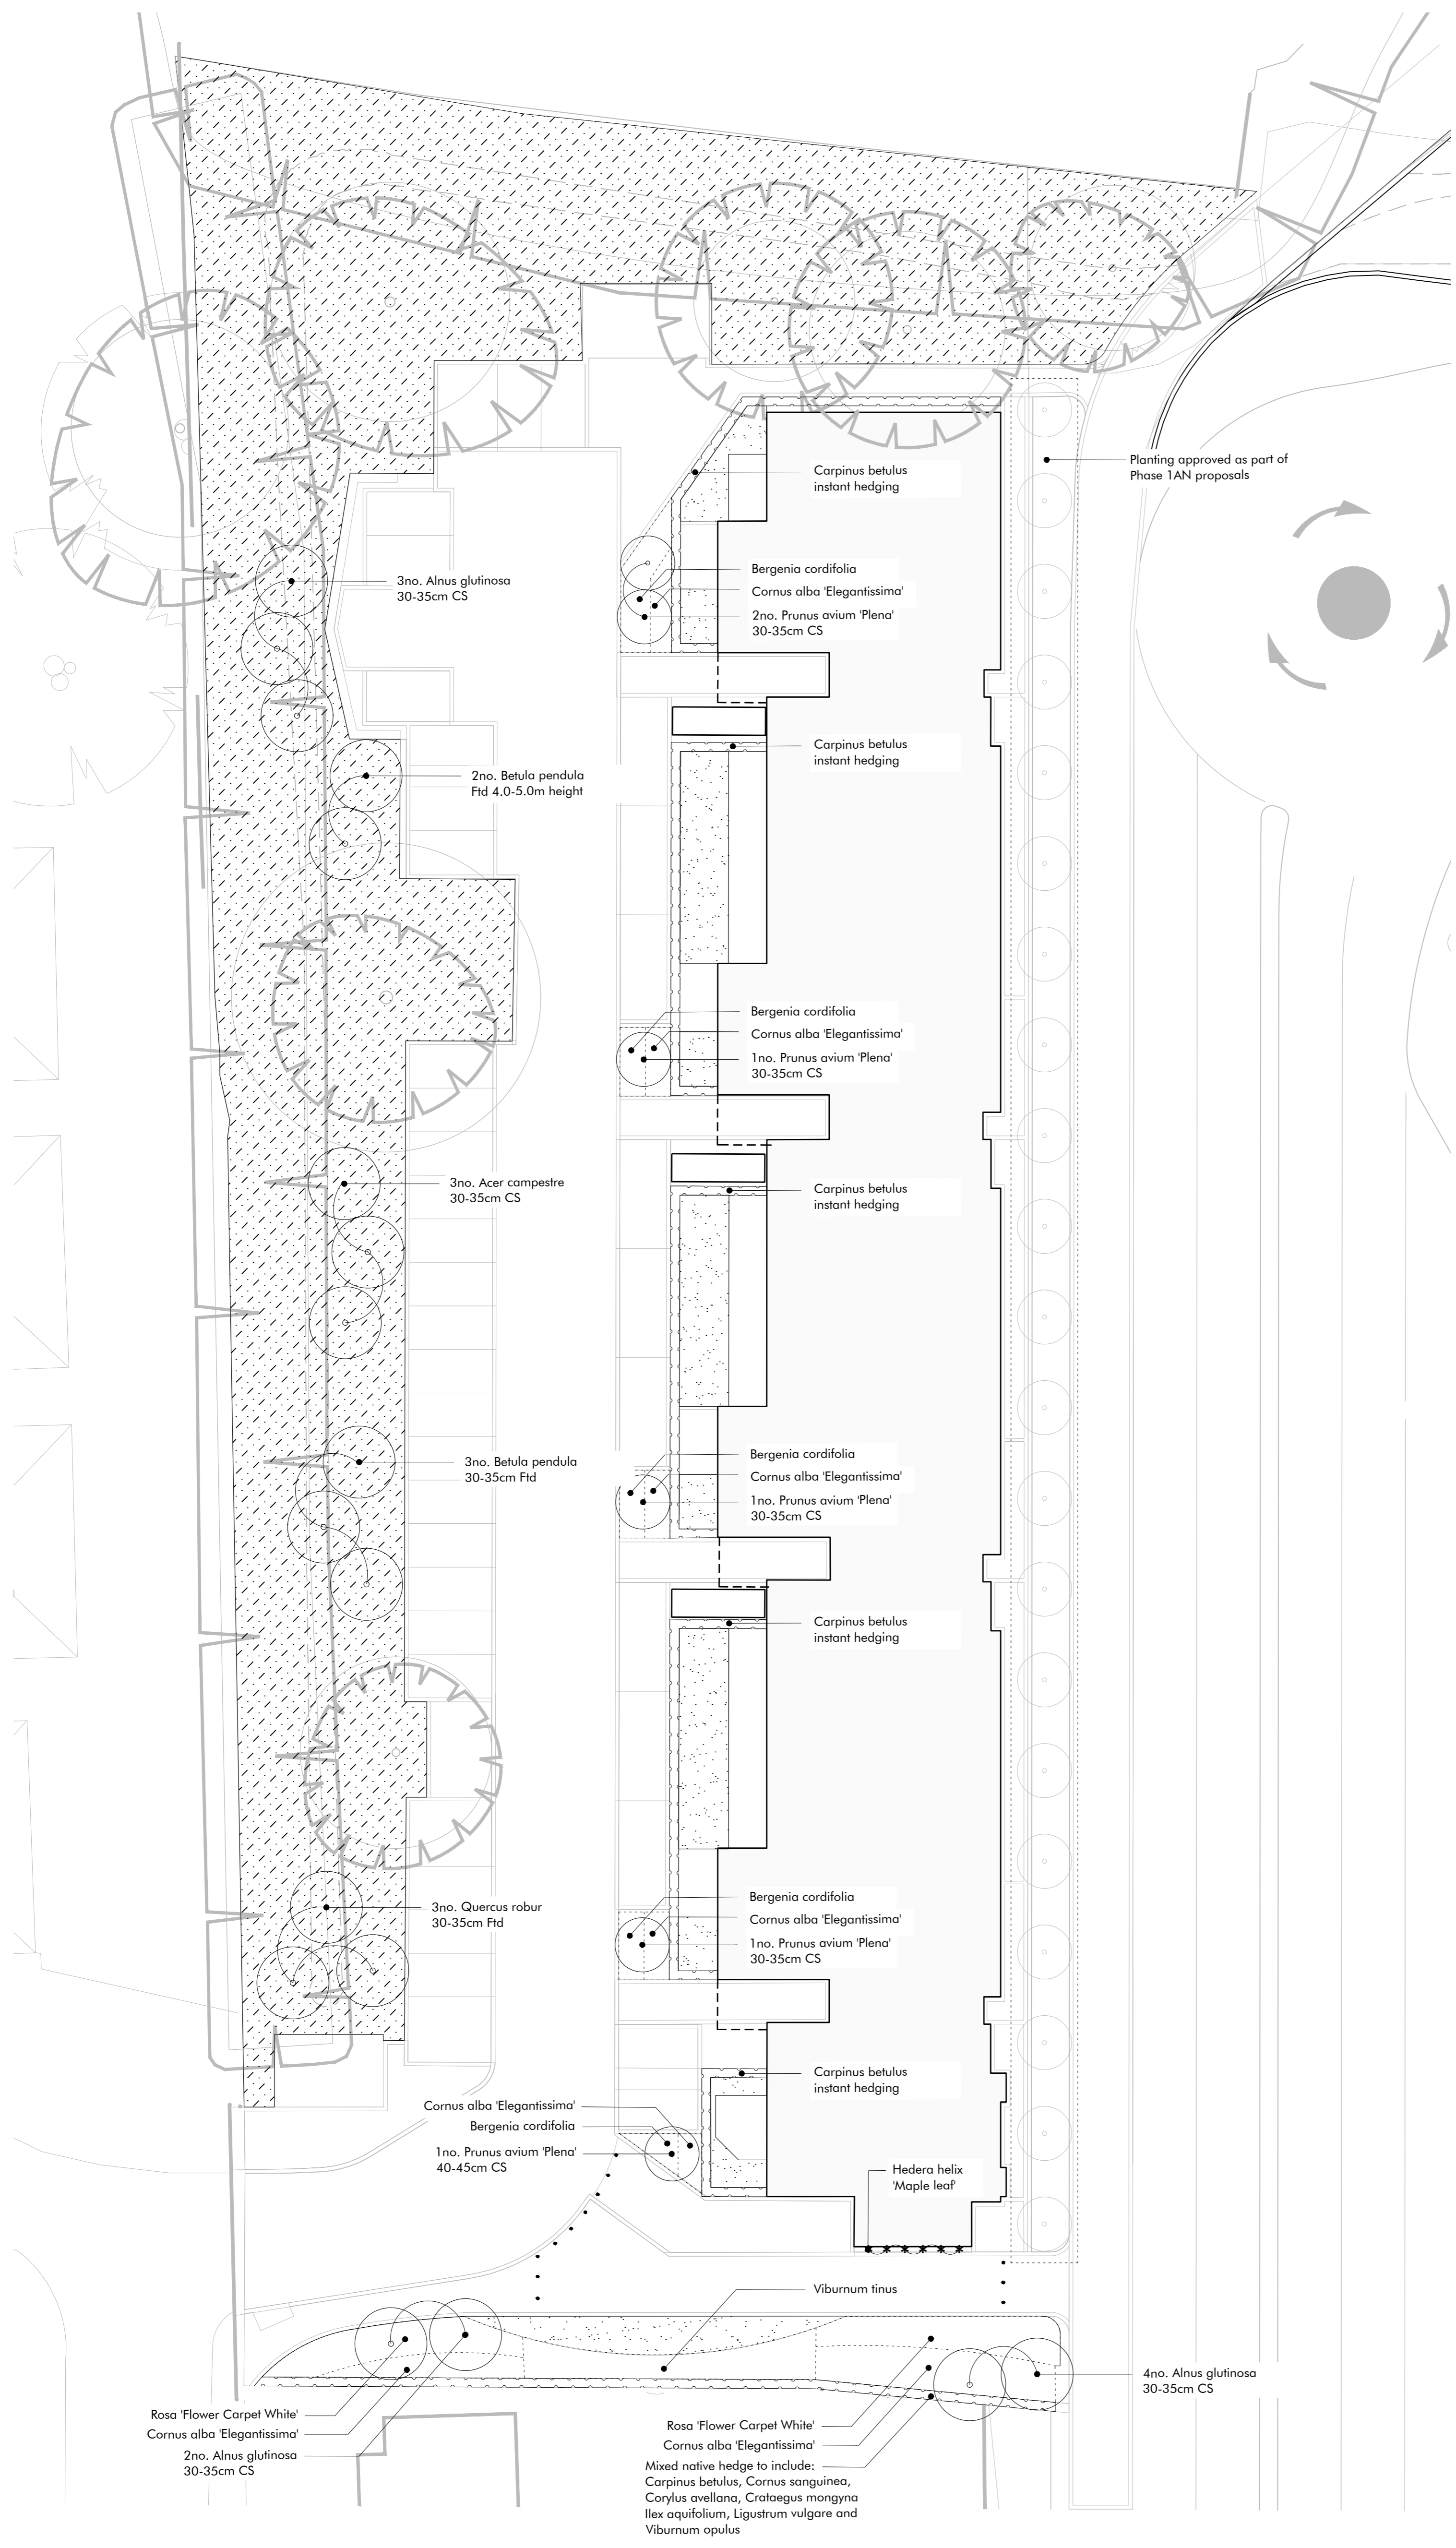 Planting approved as part of
Phase 1AN proposals
Carpinus betulus
instant hedging
Bergenia cordifolia
Cornus alba 'Elegantissima'
2no. Prunus avium 'Plena'
30-35cm CS
3no. Alnus glutinosa
30-35cm CS
Carpinus betulus
instant hedging
2no. Betula pendula
Ftd 4.0-5.0m height
Bergenia cordifolia
Cornus alba 'Elegantissima'
1no. Prunus avium 'Plena'
30-35cm CS
3no. Acer campestre
30-35cm CS
Carpinus betulus
instant hedging
3no. Betula pendula
30-35cm Ftd
Bergenia cordifolia
Cornus alba 'Elegantissima'
1no. Prunus avium 'Plena'
30-35cm CS
Carpinus betulus
instant hedging
3no. Quercus robur
30-35cm Ftd
Bergenia cordifolia
Cornus alba 'Elegantissima'
1no. Prunus avium 'Plena'
30-35cm CS
Carpinus betulus
instant hedging
Cornus alba 'Elegantissima'
Bergenia cordifolia
1no. Prunus avium 'Plena'
40-45cm CS
Hedera helix
'Maple leaf'
Viburnum tinus
4no. Alnus glutinosa
30-35cm CS
Rosa 'Flower Carpet White'
Cornus alba 'Elegantissima'
2no. Alnus glutinosa
30-35cm CS
Rosa 'Flower Carpet White'
Cornus alba 'Elegantissima'
Mixed native hedge to include:
Carpinus betulus, Cornus sanguinea,
Corylus avellana, Crataegus mongyna
Ilex aquifolium, Ligustrum vulgare and
Viburnum opulus